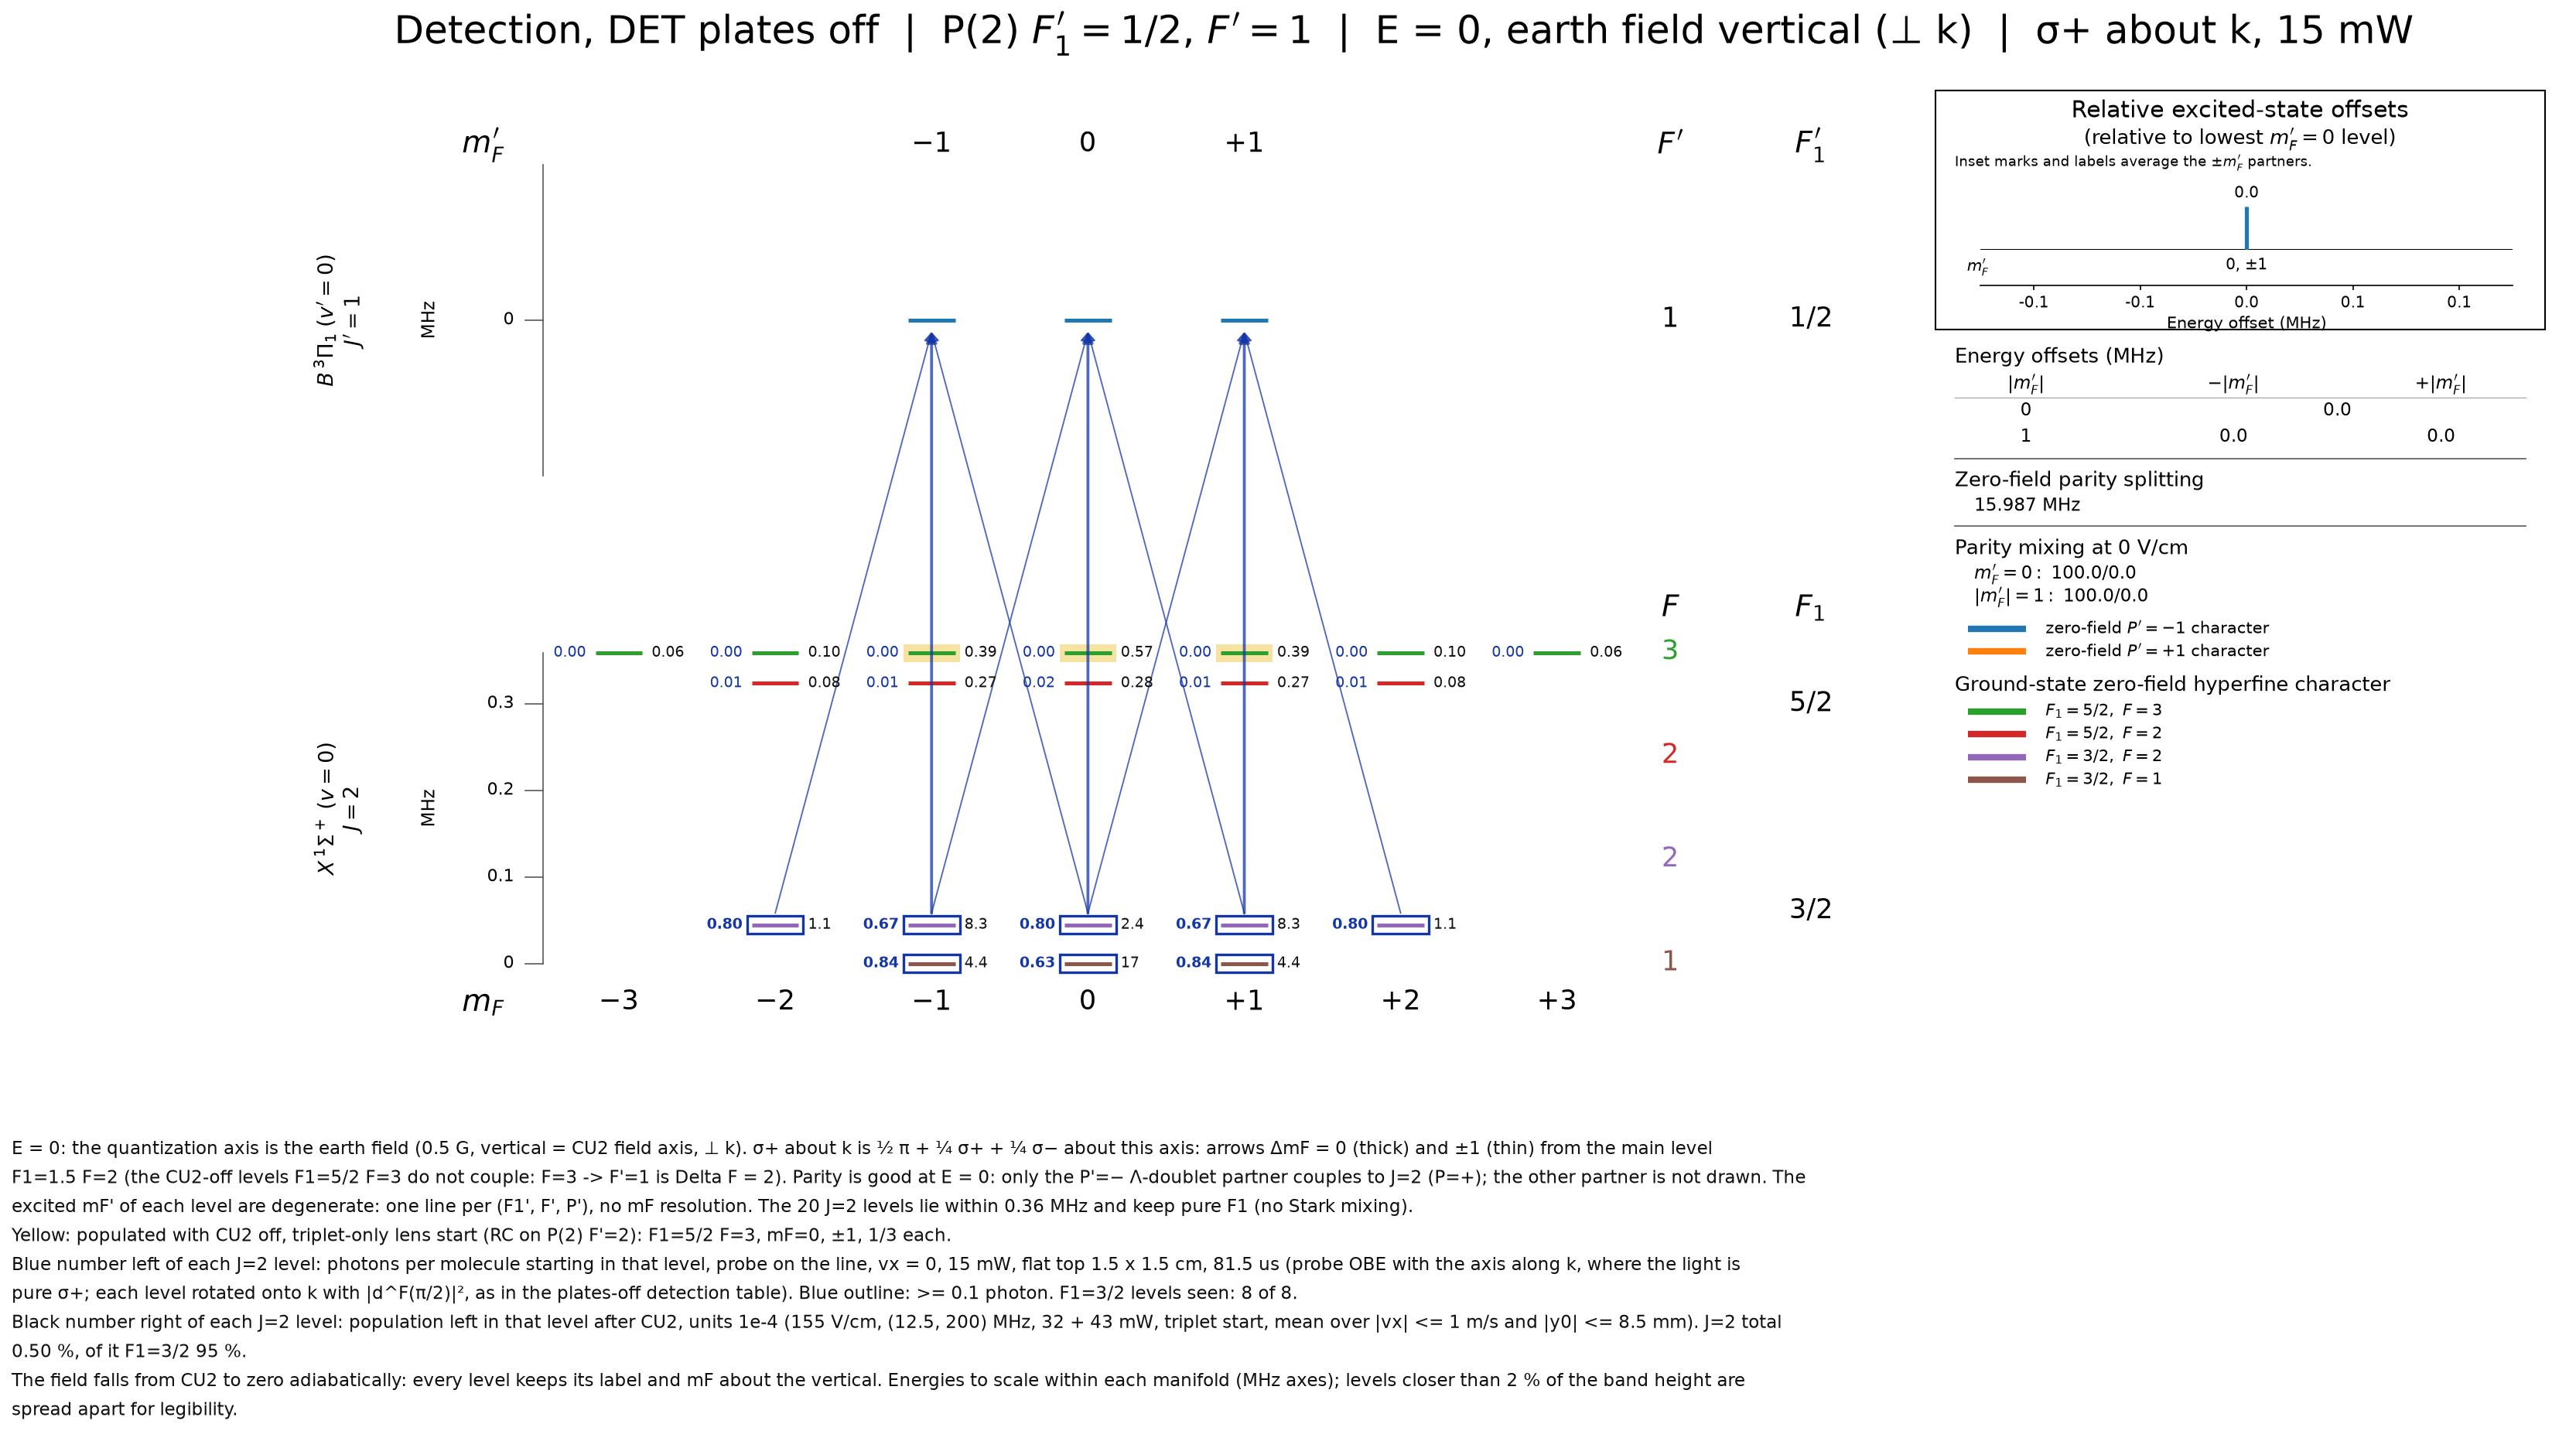 Detection, DET plates off | P(2) F′₁ = 1/2, F′ = 1 | E = 0, earth field vertical (⊥ k) | σ+ about k, 15 mW
m′F −1 0 +1 F′ F′₁
B ³Π₁ (v′ = 0)
J′ = 1
MHz
0
1 1/2
F F₁
0.00 0.06 0.00 0.10 0.00 0.39 0.00 0.57 0.00 0.39 0.00 0.10 0.00 0.06 3
0.01 0.08 0.01 0.27 0.02 0.28 0.01 0.27 0.01 0.08
5/2
2
2
3/2
1
X ¹Σ⁺ (v = 0)
J = 2
MHz
0.3
0.2
0.1
0
0.80 1.1 0.67 8.3 0.80 2.4 0.67 8.3 0.80 1.1
0.84 4.4 0.63 17 0.84 4.4
mF −3 −2 −1 0 +1 +2 +3
Relative excited-state offsets
(relative to lowest m′F = 0 level)
Inset marks and labels average the ±m′F partners.
0.0
m′F 0, ±1
-0.1 -0.1 0.0 0.1 0.1
Energy offset (MHz)
Energy offsets (MHz)
|m′F| −|m′F| +|m′F|
0 0.0
1 0.0 0.0
Zero-field parity splitting
15.987 MHz
Parity mixing at 0 V/cm
m′F = 0 : 100.0/0.0
|m′F| = 1 : 100.0/0.0
zero-field P′ = −1 character
zero-field P′ = +1 character
Ground-state zero-field hyperfine character
F₁ = 5/2, F = 3
F₁ = 5/2, F = 2
F₁ = 3/2, F = 2
F₁ = 3/2, F = 1
E = 0: the quantization axis is the earth field (0.5 G, vertical = CU2 field axis, ⊥ k). σ+ about k is ½ π + ¼ σ+ + ¼ σ− about this axis: arrows ΔmF = 0 (thick) and ±1 (thin) from the main level
F1=1.5 F=2 (the CU2-off levels F1=5/2 F=3 do not couple: F=3 -> F'=1 is Delta F = 2). Parity is good at E = 0: only the P'=− Λ-doublet partner couples to J=2 (P=+); the other partner is not drawn. The
excited mF' of each level are degenerate: one line per (F1', F', P'), no mF resolution. The 20 J=2 levels lie within 0.36 MHz and keep pure F1 (no Stark mixing).
Yellow: populated with CU2 off, triplet-only lens start (RC on P(2) F'=2): F1=5/2 F=3, mF=0, ±1, 1/3 each.
Blue number left of each J=2 level: photons per molecule starting in that level, probe on the line, vx = 0, 15 mW, flat top 1.5 x 1.5 cm, 81.5 us (probe OBE with the axis along k, where the light is
pure σ+; each level rotated onto k with |d^F(π/2)|², as in the plates-off detection table). Blue outline: >= 0.1 photon. F1=3/2 levels seen: 8 of 8.
Black number right of each J=2 level: population left in that level after CU2, units 1e-4 (155 V/cm, (12.5, 200) MHz, 32 + 43 mW, triplet start, mean over |vx| <= 1 m/s and |y0| <= 8.5 mm). J=2 total
0.50 %, of it F1=3/2 95 %.
The field falls from CU2 to zero adiabatically: every level keeps its label and mF about the vertical. Energies to scale within each manifold (MHz axes); levels closer than 2 % of the band height are
spread apart for legibility.